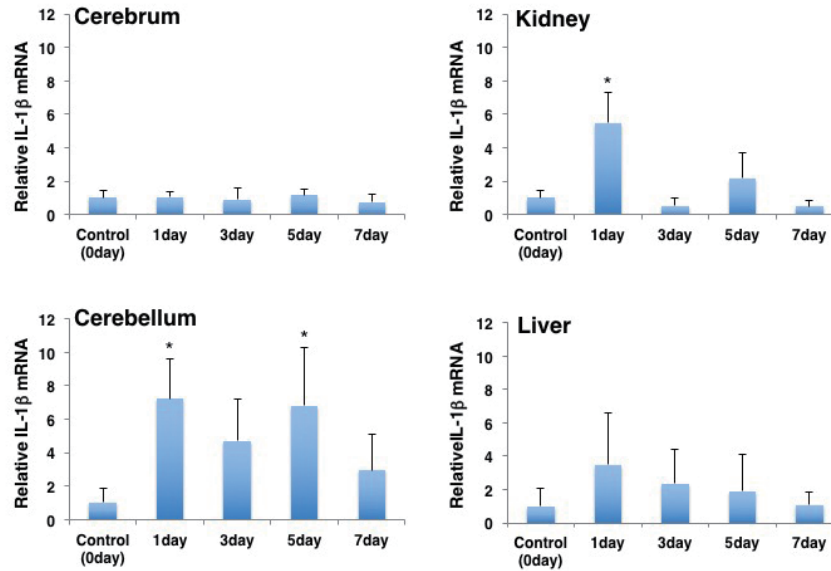 Cerebrum
Relative IL-1β mRNA
12
10
8
6
4
2
0
Control
(0day)
1day
3day
5day
7day
Kidney
Relative IL-1β mRNA
12
10
8
6
4
2
0
*
Control
(0day)
1day
3day
5day
7day
Cerebellum
Relative IL-1β mRNA
12
10
8
6
4
2
0
*
*
Control
(0day)
1day
3day
5day
7day
Liver
RelativeIL-1β mRNA
12
10
8
6
4
2
0
Control
(0day)
1day
3day
5day
7day